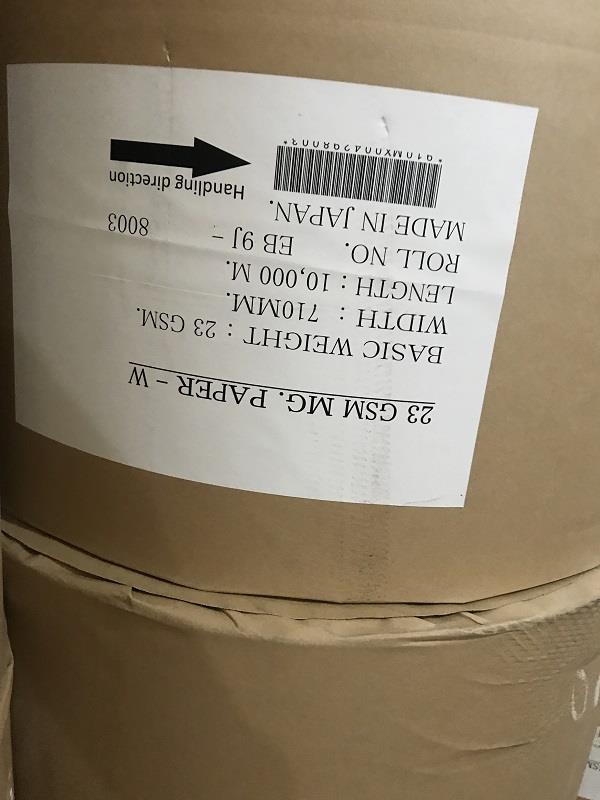 23 GSM MG. PAPER – W
BASIC WEIGHT : 23 GSM.
WIDTH : 710MM.
LENGTH : 10,000 M.
ROLL NO. EB 9J – 8003
MADE IN JAPAN.
Handling direction